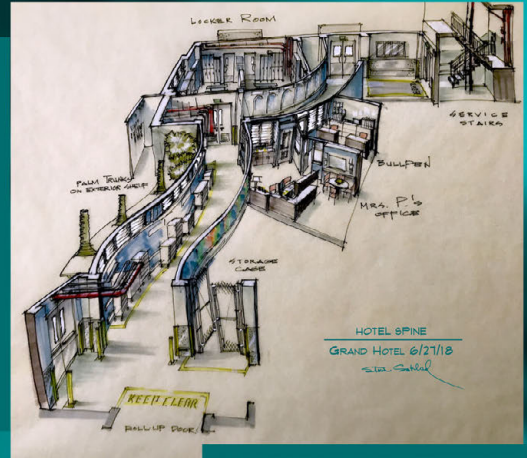 LOCKER ROOM
SERVICE
STAIRS
BULLPEN
MRS. P.'S
OFFICE
PALM TRUNKS
ON EXTERIOR SHELF
STORAGE
CAGE
HOTEL SPINE
GRAND HOTEL 6/27/18
KEEP CLEAR
ROLL-UP DOOR